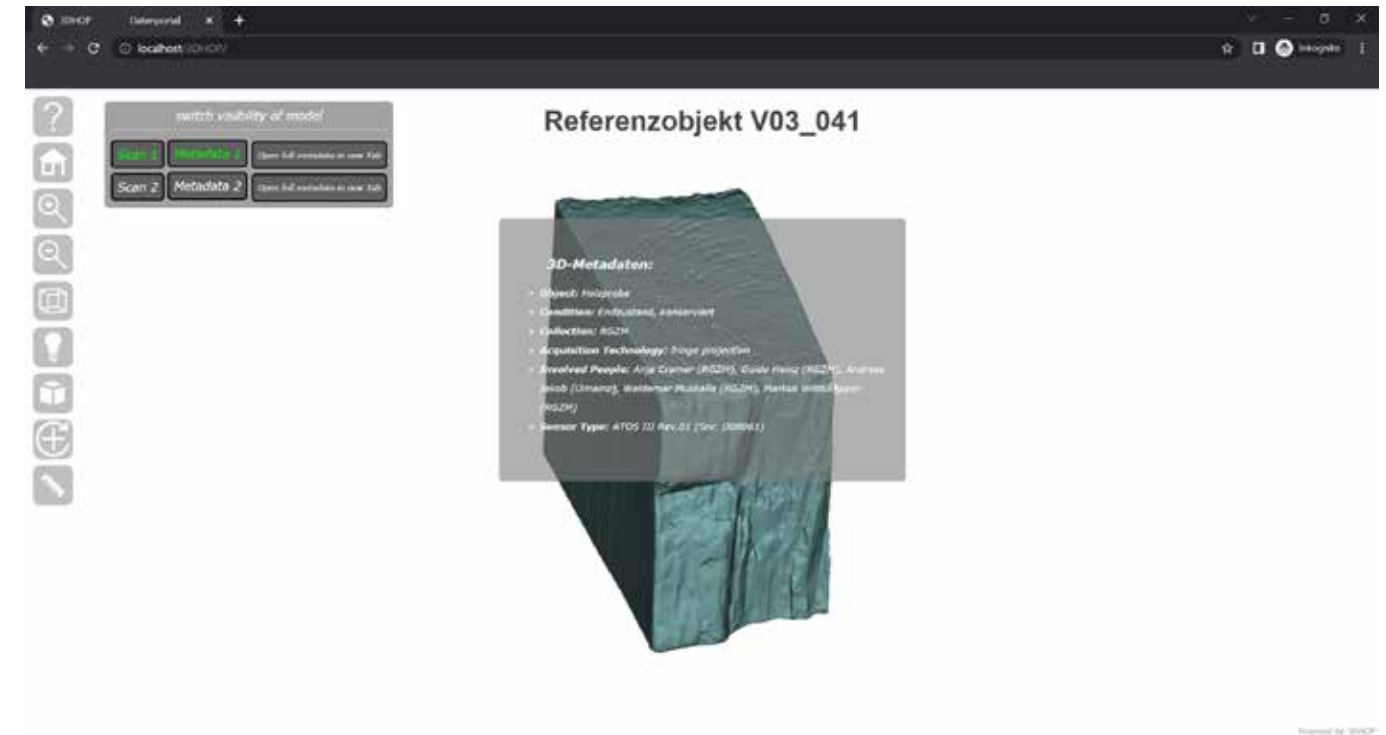 3DHOP Datenportal
localhost/3DHOP/
Inkognito
switch visibility of model
Scan 1 Metadata 1 Open full metadata in new Tab
Scan 2 Metadata 2 Open full metadata in new Tab
Referenzobjekt V03_041
3D-Metadaten:
Object: Holzprobe
Condition: Endzustand, konserviert
Collection: RGZM
Acquisition Technology: fringe projection
Involved People: Anja Cramer (RGZM), Guido Heinz (RGZM), Andreas
Jakob (i3mainz), Waldemar Muskalla (RGZM), Markus
(RGZM)
Sensor Type: ATOS III Rev.01 (Snr:
Powered by 3DHOP